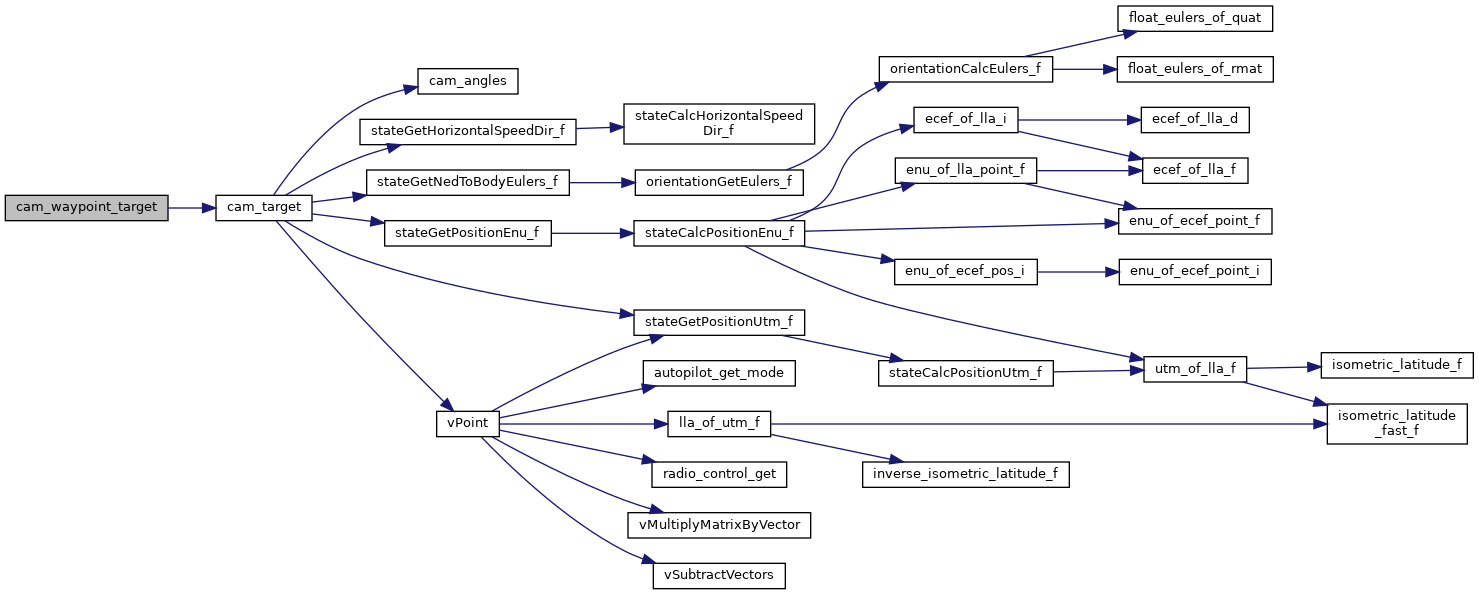 cam_waypoint_target
cam_target
cam_angles
stateGetHorizontalSpeedDir_f
stateCalcHorizontalSpeed
Dir_f
stateGetNedToBodyEulers_f
orientationGetEulers_f
orientationCalcEulers_f
float_eulers_of_quat
float_eulers_of_rmat
stateGetPositionEnu_f
stateCalcPositionEnu_f
ecef_of_lla_i
ecef_of_lla_d
ecef_of_lla_f
enu_of_lla_point_f
enu_of_ecef_point_f
enu_of_ecef_pos_i
enu_of_ecef_point_i
stateGetPositionUtm_f
stateCalcPositionUtm_f
utm_of_lla_f
isometric_latitude_f
isometric_latitude
_fast_f
vPoint
autopilot_get_mode
lla_of_utm_f
inverse_isometric_latitude_f
radio_control_get
vMultiplyMatrixByVector
vSubtractVectors